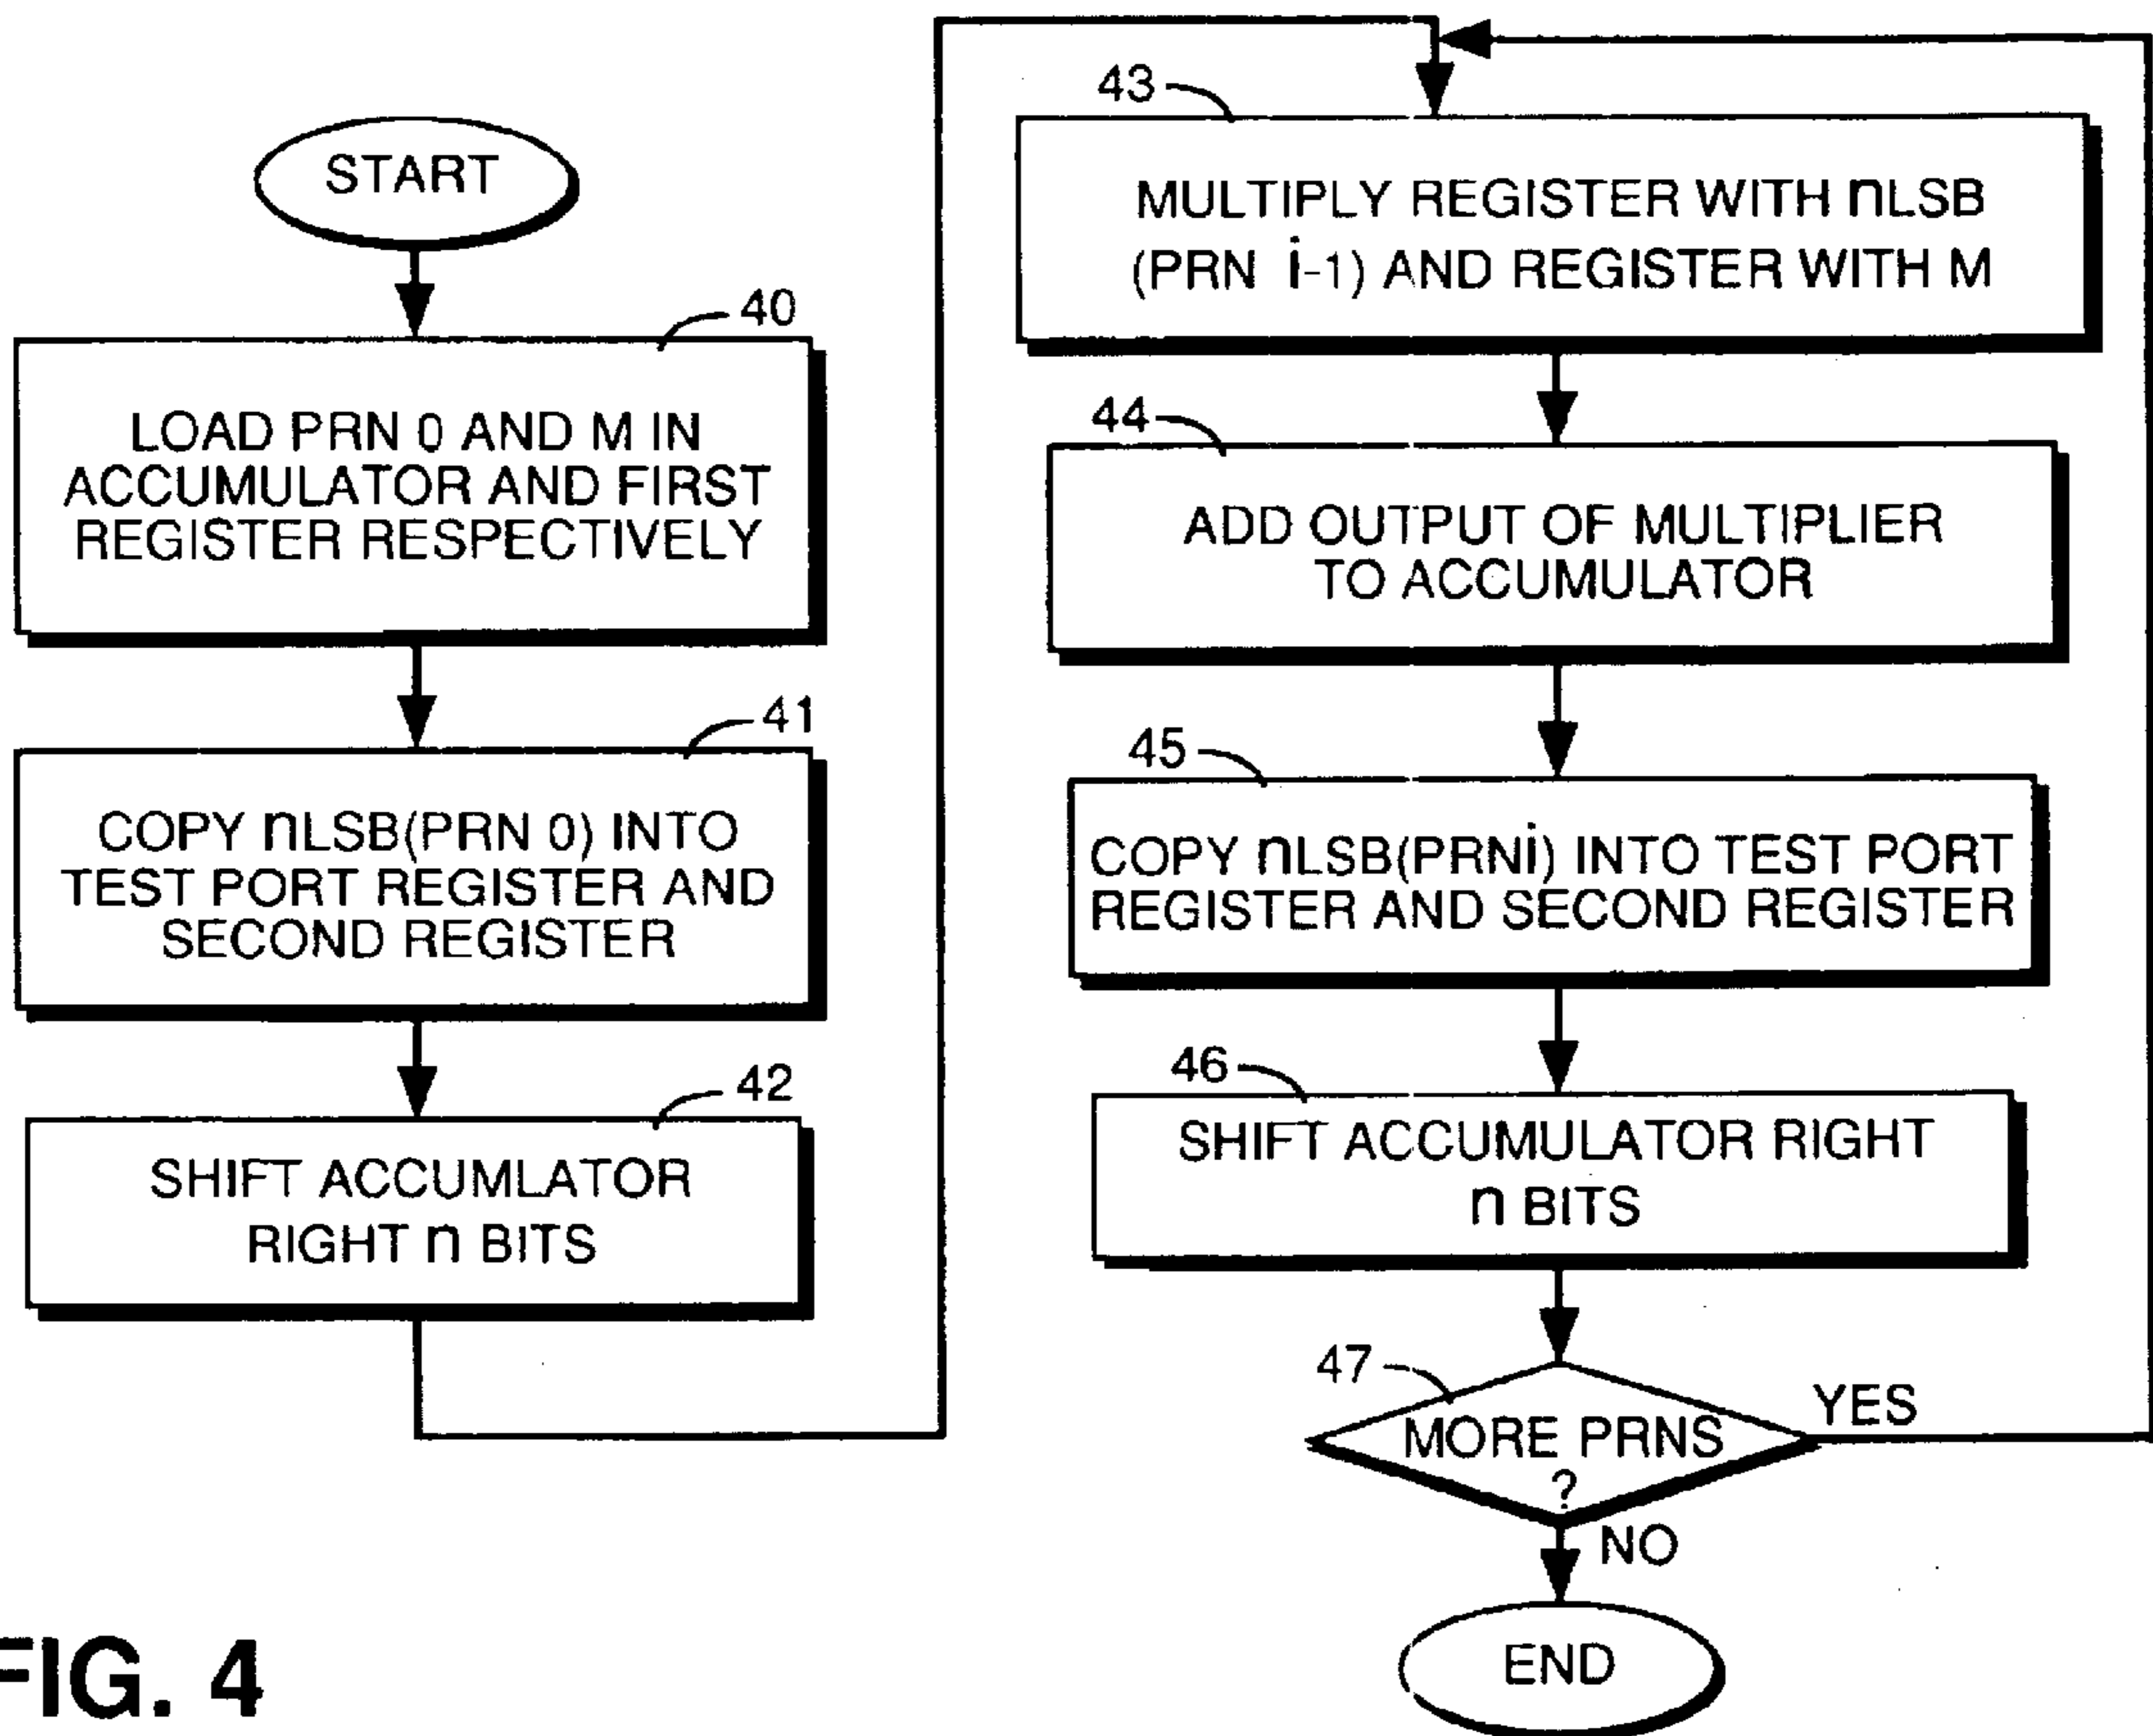 START
40
LOAD PRN 0 AND M IN
ACCUMULATOR AND FIRST
REGISTER RESPECTIVELY
41
COPY nLSB(PRN 0) INTO
TEST PORT REGISTER AND
SECOND REGISTER
42
SHIFT ACCUMLATOR
RIGHT n BITS
43
MULTIPLY REGISTER WITH nLSB
(PRN i-1) AND REGISTER WITH M
44
ADD OUTPUT OF MULTIPLIER
TO ACCUMULATOR
45
COPY nLSB(PRNi) INTO TEST PORT
REGISTER AND SECOND REGISTER
46
SHIFT ACCUMULATOR RIGHT
n BITS
47
MORE PRNS
?
YES
NO
END
FIG. 4